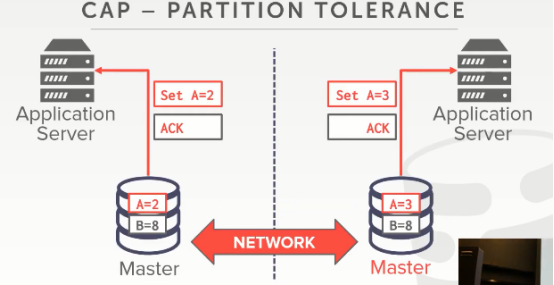 CAP – PARTITION TOLERANCE
Application
Server
Set A=2
ACK
A=2
B=8
Master
NETWORK
Set A=3
ACK
Application
Server
A=3
B=8
Master